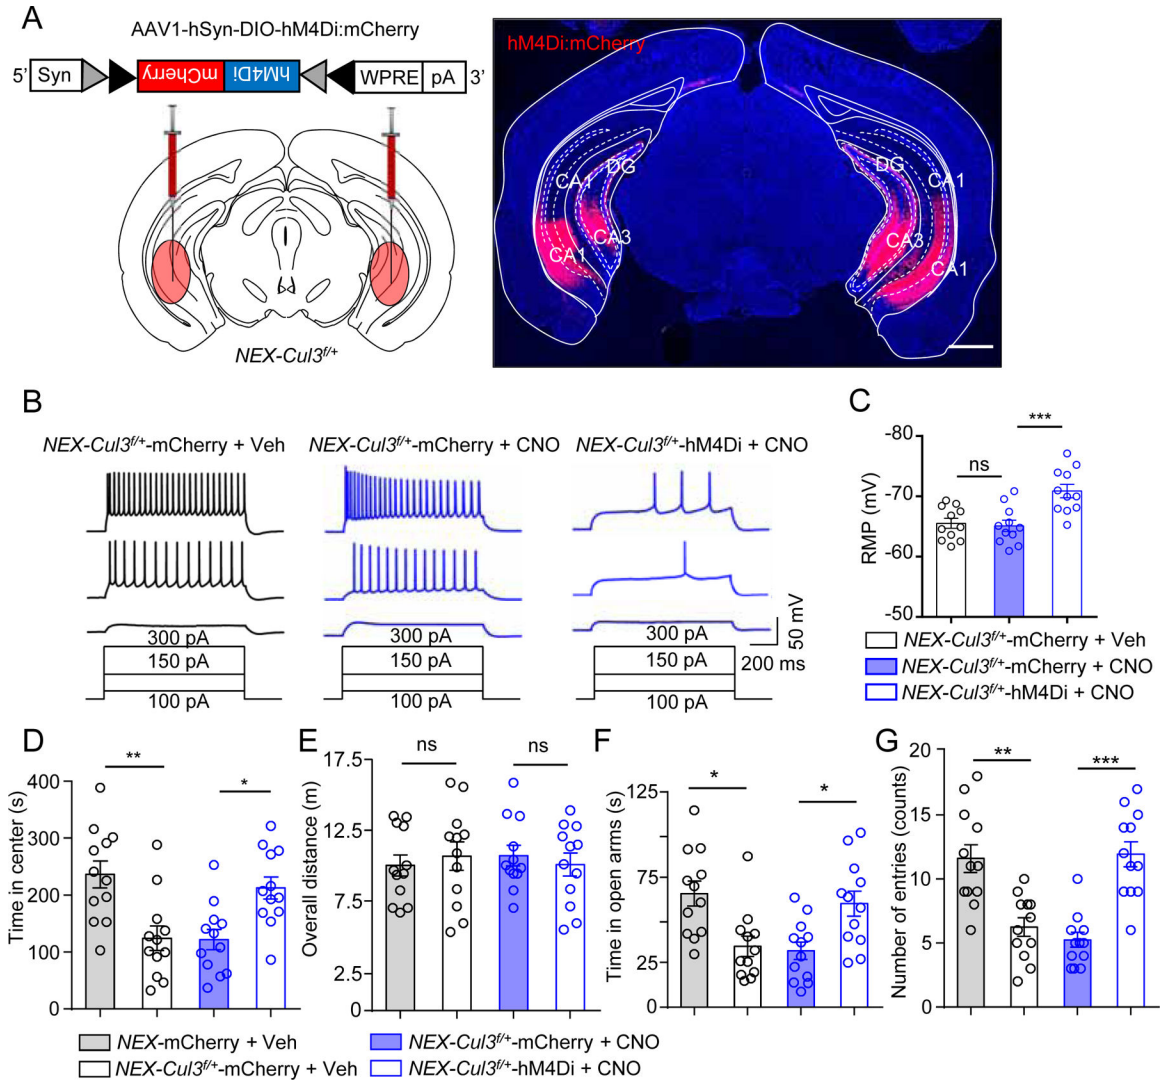 A
AAV1-hSyn-DIO-hM4Di:mCherry
5' Syn mCherry hM4Di WPRE pA 3'
NEX-Cul3f/+
hM4Di:mCherry
DG
CA1
CA3
CA1
DG
CA1
CA3
CA1
B
NEX-Cul3f/+-mCherry + Veh
NEX-Cul3f/+-mCherry + CNO
NEX-Cul3f/+-hM4Di + CNO
300 pA
150 pA
100 pA
300 pA
150 pA
100 pA
300 pA
150 pA
100 pA
50 mV
200 ms
C
RMP (mV)
-80
-70
-60
-50
ns
***
NEX-Cul3f/+-mCherry + Veh
NEX-Cul3f/+-mCherry + CNO
NEX-Cul3f/+-hM4Di + CNO
D
Time in center (s)
400
300
200
100
0
**
*
E
Overall distance (m)
17.5
12.5
7.5
2.5
0
ns
ns
F
Time in open arms (s)
125
75
25
0
*
*
G
Number of entries (counts)
20
15
10
5
0
**
***
NEX-mCherry + Veh
NEX-Cul3f/+-mCherry + Veh
NEX-Cul3f/+-mCherry + CNO
NEX-Cul3f/+-hM4Di + CNO